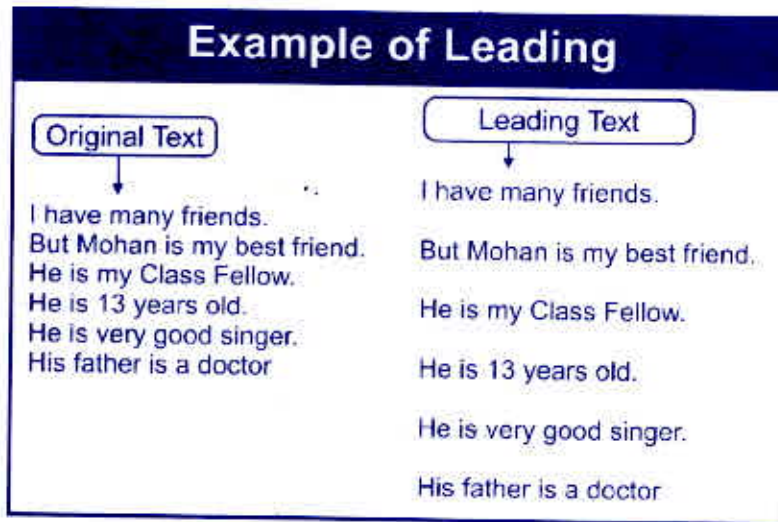 Example of Leading
Original Text
I have many friends.
But Mohan is my best friend.
He is my Class Fellow.
He is 13 years old.
He is very good singer.
His father is a doctor
Leading Text
I have many friends.
But Mohan is my best friend.
He is my Class Fellow.
He is 13 years old.
He is very good singer.
His father is a doctor